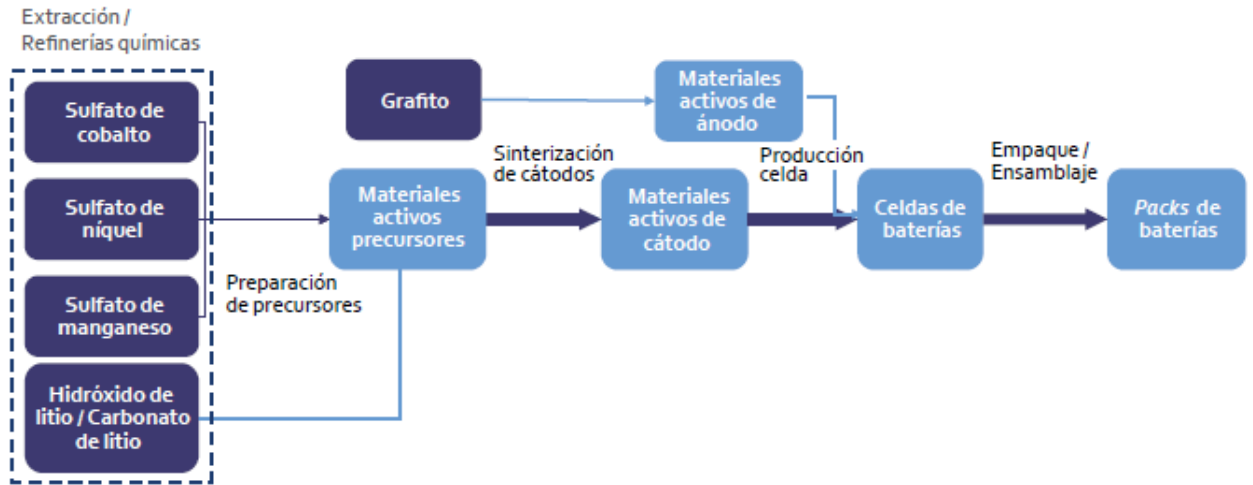 Extracción /
Refinerías químicas
Sulfato de
cobalto
Sulfato de
níquel
Sulfato de
manganeso
Hidróxido de
litio / Carbonato
de litio
Preparación
de precursores
Grafito
Materiales
activos de
ánodo
Materiales
activos
precursores
Sinterización
de cátodos
Materiales
activos de
cátodo
Producción
celda
Celdas de
baterías
Empaque /
Ensamblaje
Packs de
baterías